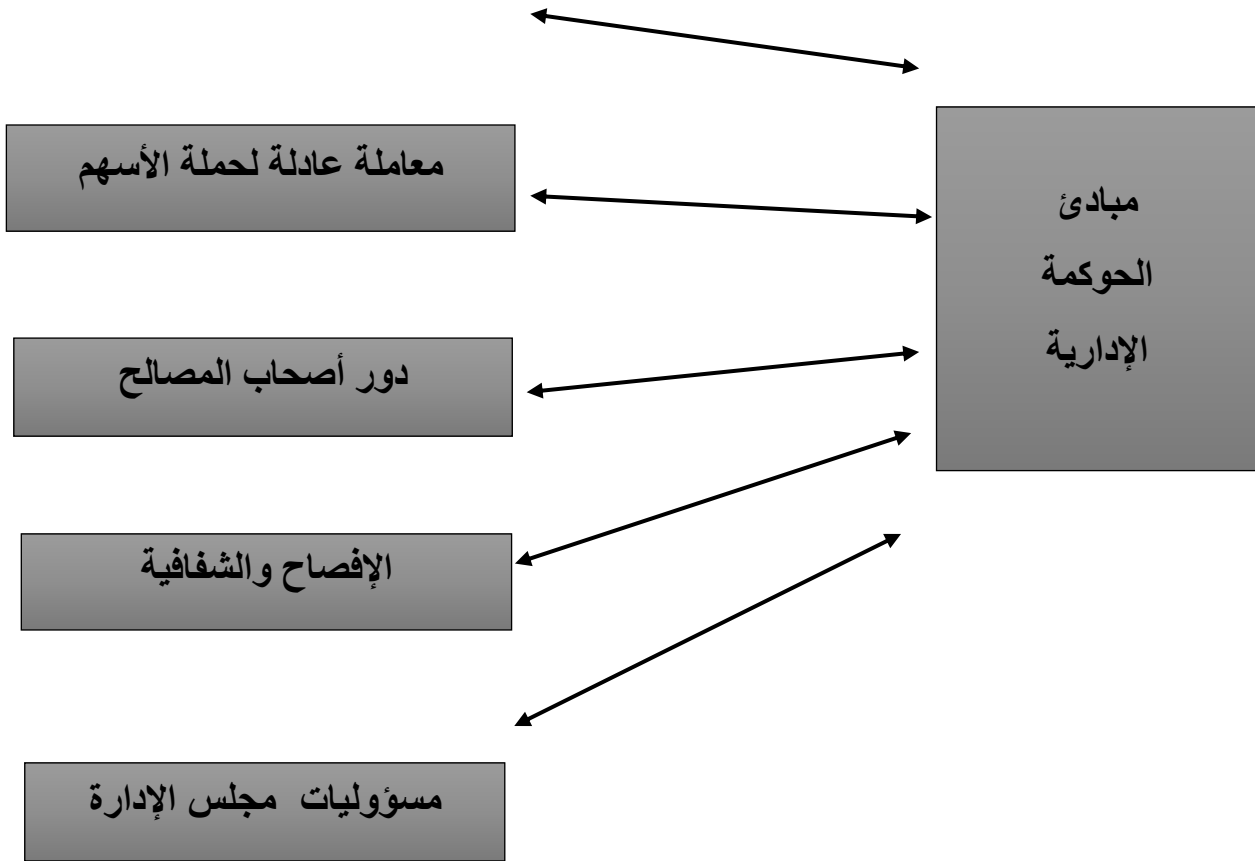 مبادئ
الحوكمة
الإدارية
معاملة عادلة لحملة الأسهم
دور أصحاب المصالح
الإفصاح والشفافية
مسؤوليات مجلس الإدارة